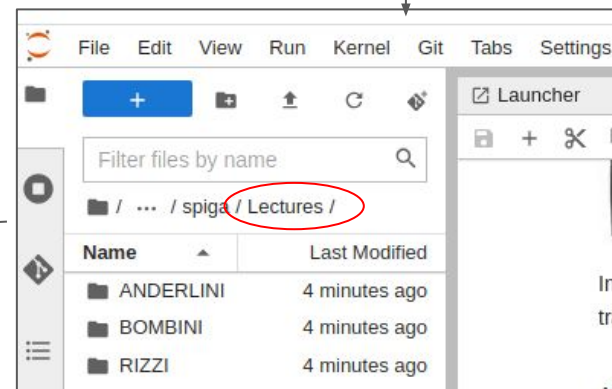 File Edit View Run Kernel Git Tabs Settings
+
Launcher
Filter files by name
+
/ ··· / spiga / Lectures /
Name Last Modified
ANDERLINI 4 minutes ago
BOMBINI 4 minutes ago
RIZZI 4 minutes ago